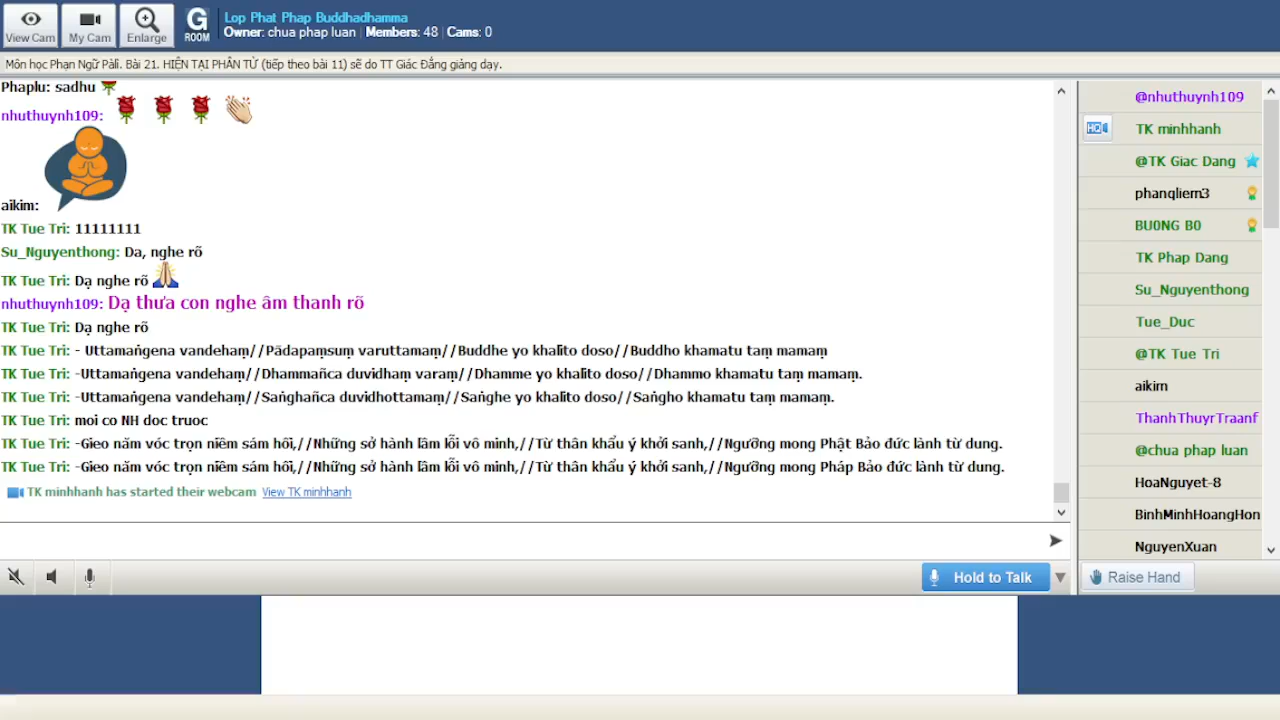 View Cam
My Cam
Enlarge
G
ROOM
Lop Phat Phap Buddhadhamma
Owner: chua phap luan | Members: 48 | Cams: 0
Môn học Phạn Ngữ Pāli. Bài 21. HIỆN TẠI PHÂN TỪ (tiếp theo bài 11) sẽ do TT Giác Đẳng giảng dạy.
Phaplu: sadhu
nhuthuynh109:
aikim:
TK Tue Tri: 11111111
Su_Nguyenthong: Da, nghe rõ
TK Tue Tri: Dạ nghe rõ
nhuthuynh109: Dạ thưa con nghe âm thanh rõ
TK Tue Tri: Dạ nghe rõ
TK Tue Tri: - Uttamaṅgena vandehaṃ//Pādapaṃsuṃ varuttamaṃ//Buddhe yo khalito doso//Buddho khamatu taṃ mamaṃ
TK Tue Tri: -Uttamaṅgena vandehaṃ//Dhammañca duvidhaṃ varaṃ//Dhamme yo khalito doso//Dhammo khamatu taṃ mamaṃ.
TK Tue Tri: -Uttamaṅgena vandehaṃ//Saṅghañca duvidhottamaṃ//Saṅghe yo khalito doso//Saṅgho khamatu taṃ mamaṃ.
TK Tue Tri: moi co NH doc truoc
TK Tue Tri: -Gieo năm vóc trọn niềm sám hối,//Những sở hành lầm lỗi vô minh,//Từ thân khẩu ý khởi sanh,//Ngưỡng mong Phật Bảo đức lành từ dung.
TK Tue Tri: -Gieo năm vóc trọn niềm sám hối,//Những sở hành lầm lỗi vô minh,//Từ thân khẩu ý khởi sanh,//Ngưỡng mong Pháp Bảo đức lành từ dung.
TK minhhanh has started their webcam View TK minhhanh
Hold to Talk
@nhuthuynh109
HQ
TK minhhanh
@TK Giac Dang
phanqliem3
BU0NG B0
TK Phap Dang
Su_Nguyenthong
Tue_Duc
@TK Tue Tri
aikim
ThanhThuyrTraanf
@chua phap luan
HoaNguyet-8
BinhMinhHoangHon
NguyenXuan
Raise Hand